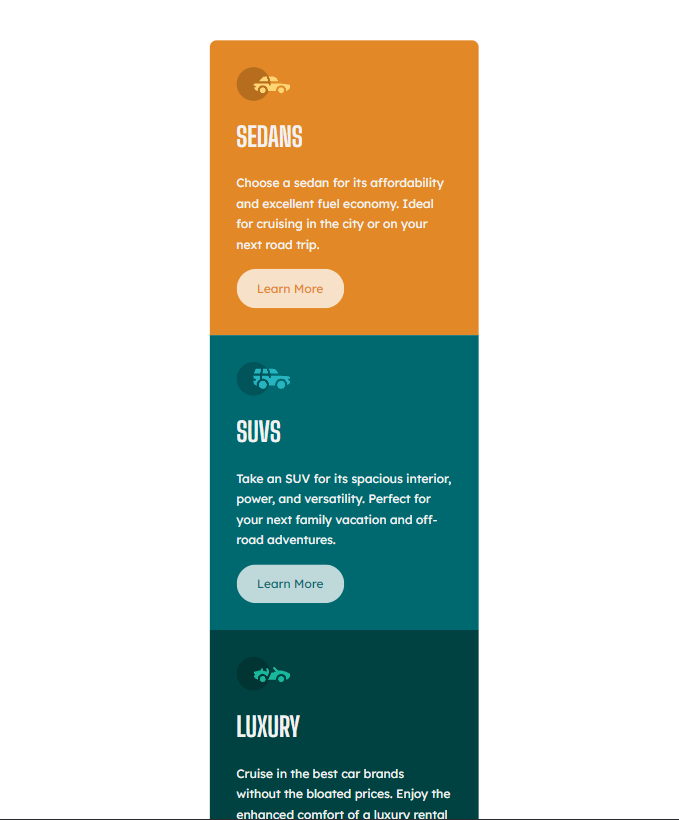 SEDANS
Choose a sedan for its affordability
and excellent fuel economy. Ideal
for cruising in the city or on your
next road trip.
Learn More
SUVS
Take an SUV for its spacious interior,
power, and versatility. Perfect for
your next family vacation and off-
road adventures.
Learn More
LUXURY
Cruise in the best car brands
without the bloated prices. Enjoy the
enhanced comfort of a luxury rental